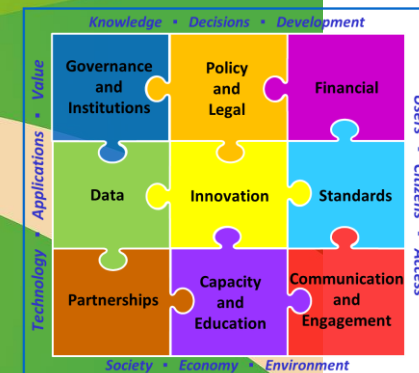 Knowledge ▪ Decisions ▪ Development
Governance
and
Institutions
Policy
and
Legal
Financial
Data
Innovation
Standards
Partnerships
Capacity
and
Education
Communication
and
Engagement
Technology ▪ Applications ▪ Value
Users ▪ Citizens ▪ Access
Society ▪ Economy ▪ Environment